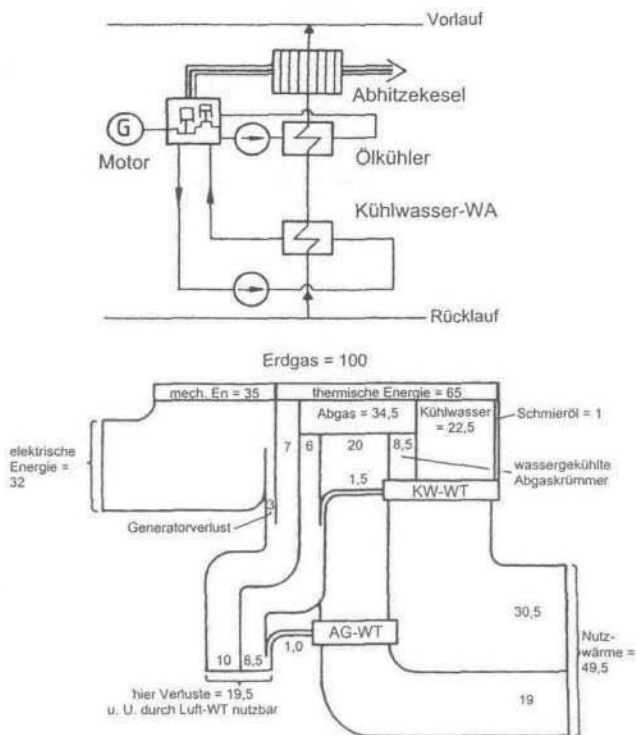 Vorlauf
Abhitzekesel
G
Motor
Ölkühler
Kühlwasser-WA
Rücklauf
Erdgas = 100
mech. En = 35
thermische Energie = 65
Abgas = 34,5
Kühlwasser
= 22,5
Schmieröl = 1
elektrische
Energie =
32
7
6
20
8,5
wassergekühlte
Abgaskrümmer
1,5
KW-WT
3
Generatorverlust
30,5
Nutz-
wärme =
49,5
AG-WT
1,0
10
8,5
19
hier Verluste = 19,5
u. U. durch Luft-WT nutzbar